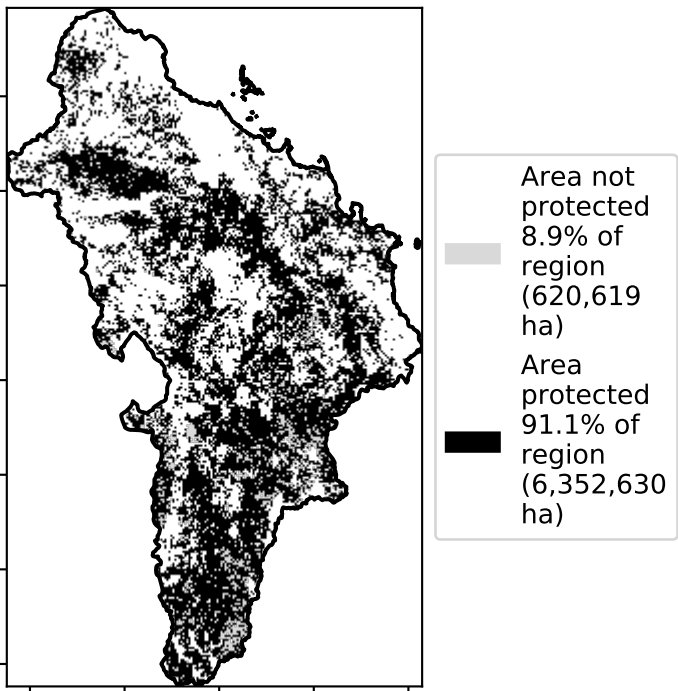 Area not
protected
8.9% of
region
(620,619
ha)
Area
protected
91.1% of
region
(6,352,630
ha)